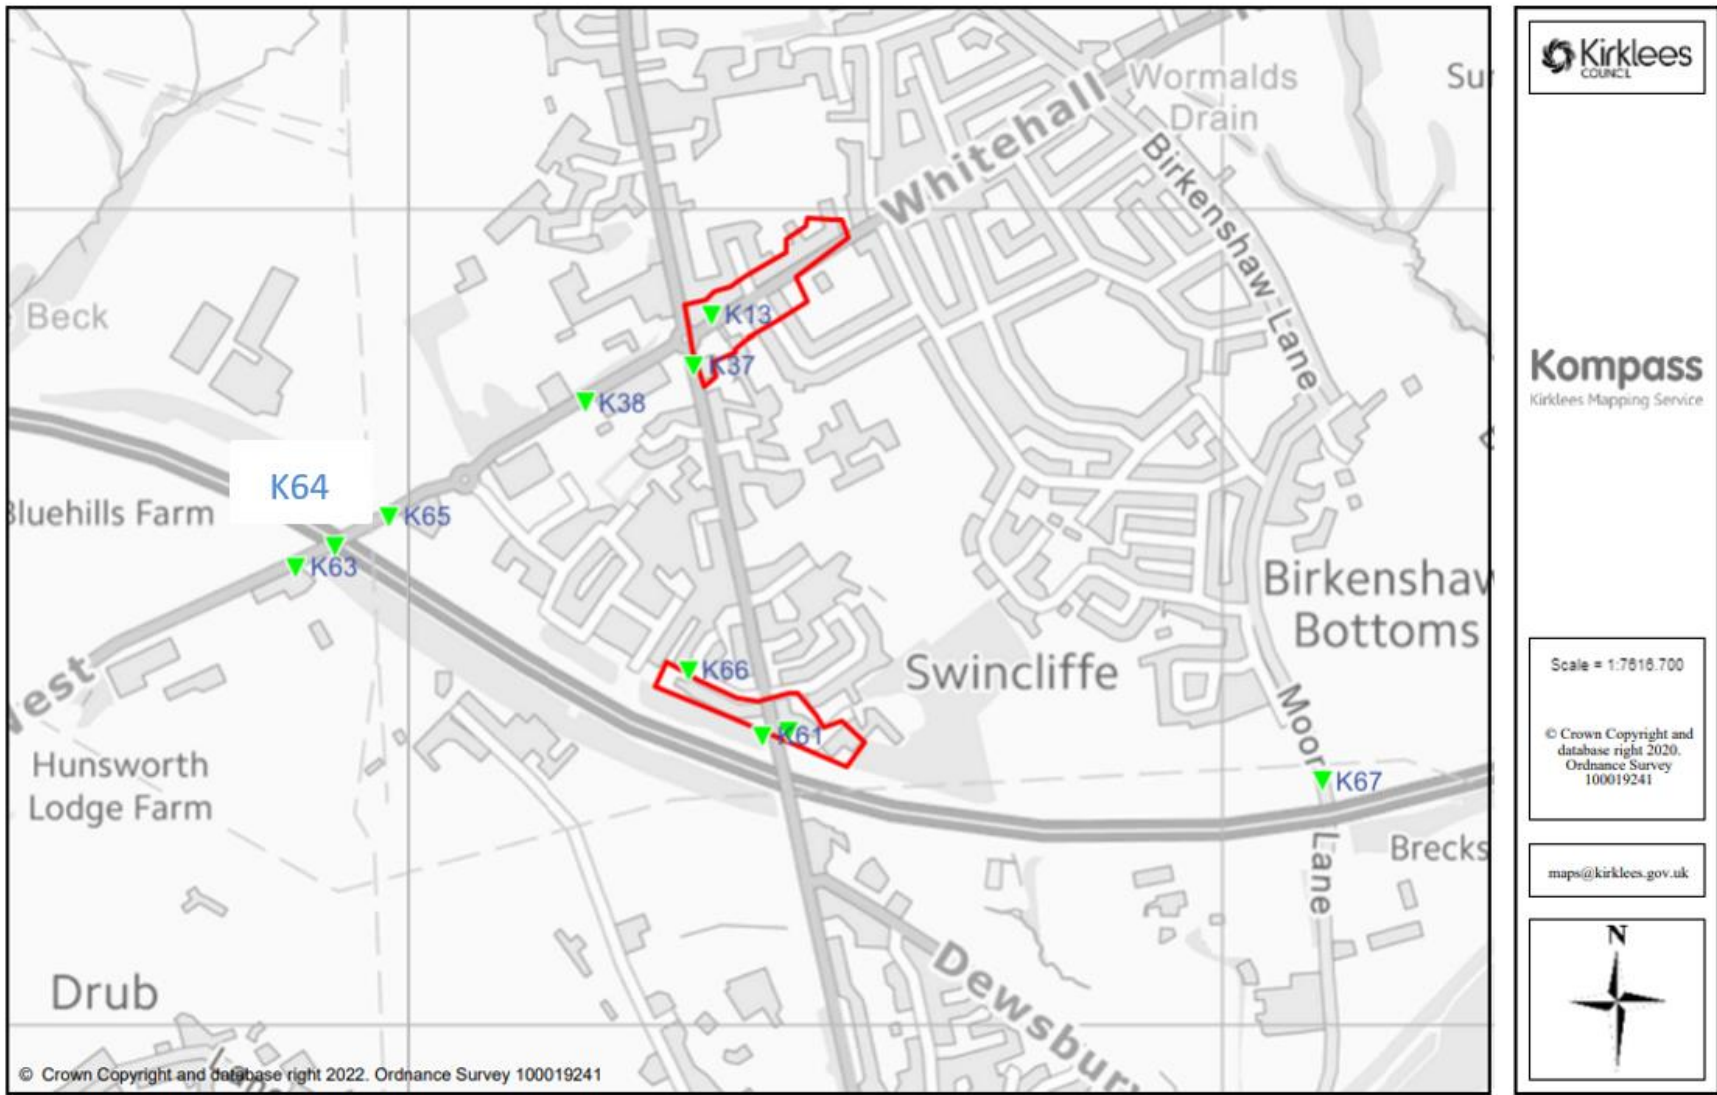 Wormalds
Drain
Whitehall
Birkenshaw Lane
Beck
K13
K37
K38
K64
Bluehills Farm
K65
K63
Birkenshaw
Bottoms
K66
Swincliffe
West
K61
Moor
Lane
K67
Hunsworth
Lodge Farm
Brecks
Drub
Dewsbury
© Crown Copyright and database right 2022. Ordnance Survey 100019241
Kirklees
COUNCIL
Kompass
Kirklees Mapping Service
Scale = 1:7616.700
© Crown Copyright and
database right 2020.
Ordnance Survey
100019241
maps@kirklees.gov.uk
N